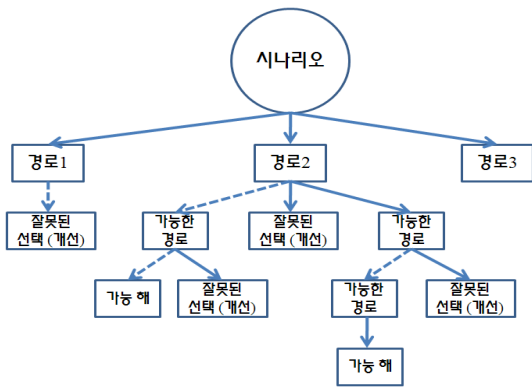 시나리오
경로1
경로2
경로3
잘못된
선택 (개선)
가능한
경로
잘못된
선택 (개선)
가능한
경로
가능 해
잘못된
선택 (개선)
가능한
경로
잘못된
선택 (개선)
가능 해